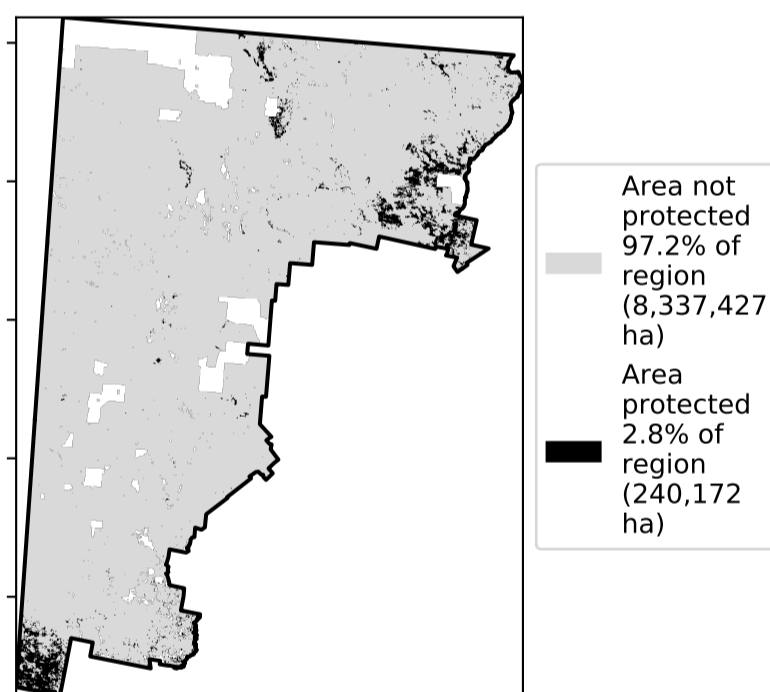 Area not
protected
97.2% of
region
(8,337,427
ha)
Area
protected
2.8% of
region
(240,172
ha)